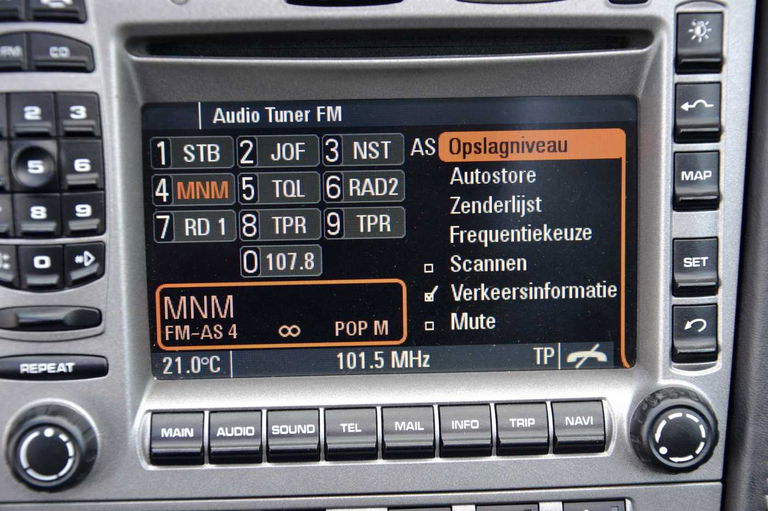 Audio Tuner FM
1 STB 2 JOF 3 NST AS Opslagniveau
4 MNM 5 TQL 6 RAD2 Autostore
7 RD 1 8 TPR 9 TPR Zenderlijst
0 107.8 Frequentiekeuze
Scannen
Verkeersinformatie
Mute
MNM
FM-AS 4 ∞ POP M
21.0°C 101.5 MHz TP
CD
2 3
5 6
8 9
0
REPEAT
MAP
SET
MAIN AUDIO SOUND TEL MAIL INFO TRIP NAVI